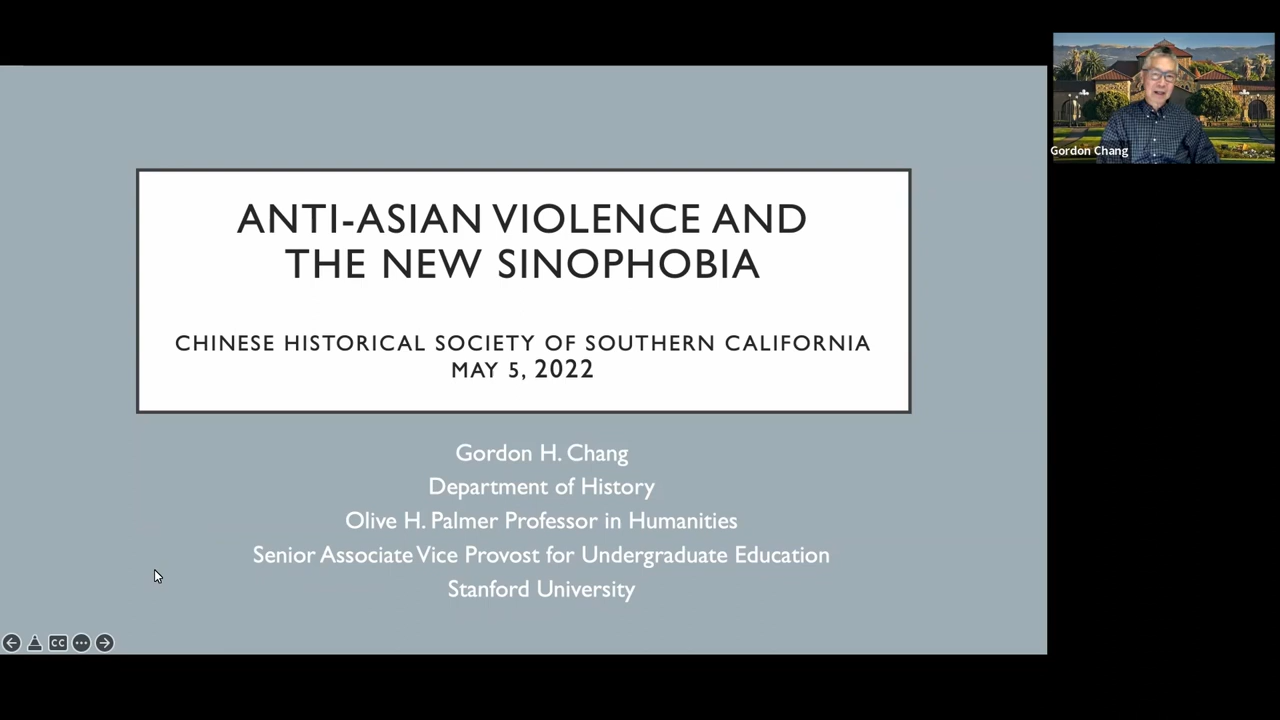 ANTI-ASIAN VIOLENCE AND
THE NEW SINOPHOBIA
CHINESE HISTORICAL SOCIETY OF SOUTHERN CALIFORNIA
MAY 5, 2022
Gordon H. Chang
Department of History
Olive H. Palmer Professor in Humanities
Senior Associate Vice Provost for Undergraduate Education
Stanford University
Gordon Chang
CC